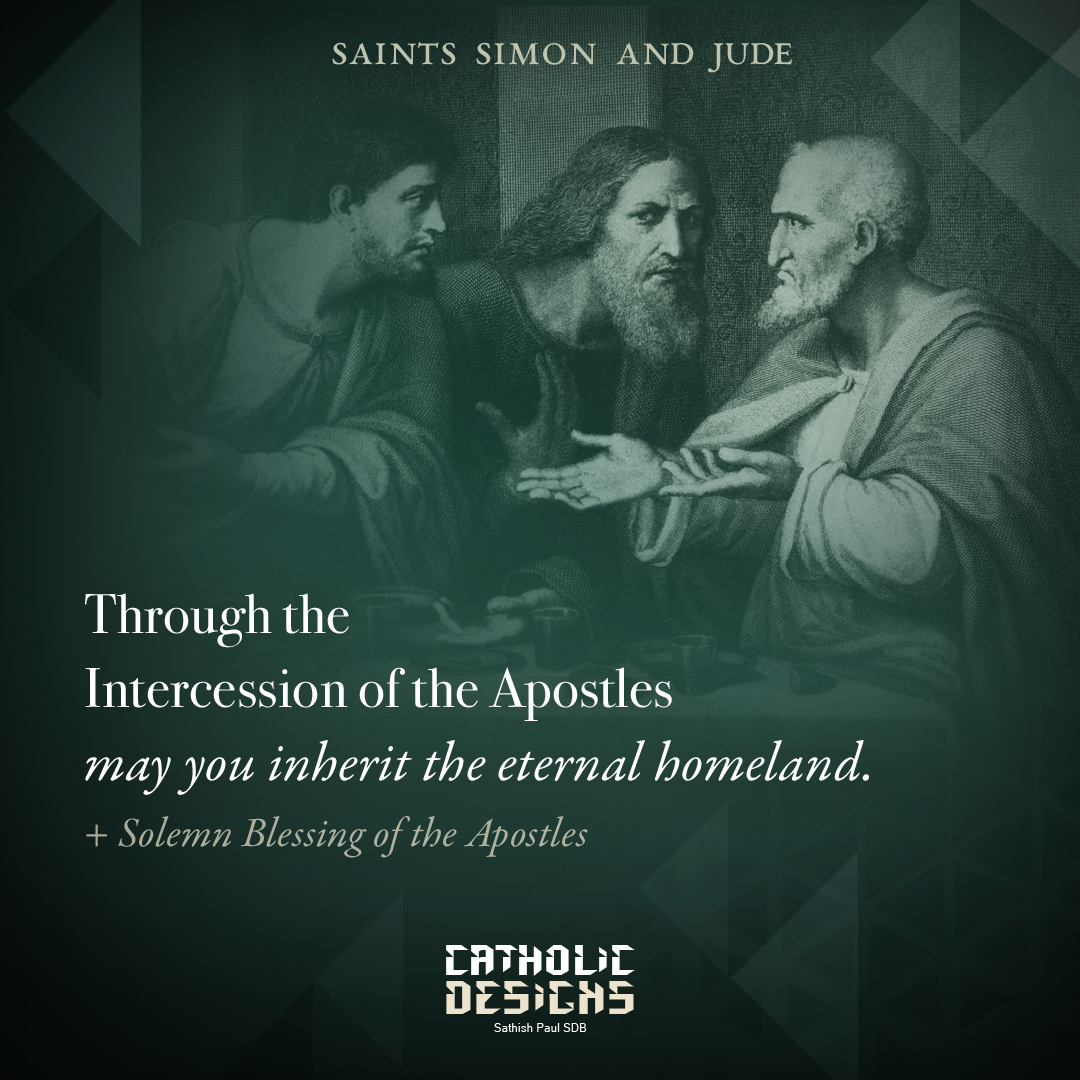 SAINTS SIMON AND JUDE
Through the
Intercession of the Apostles
may you inherit the eternal homeland.
+ Solemn Blessing of the Apostles
CATHOLIC
DESIGNS
Sathish Paul SDB